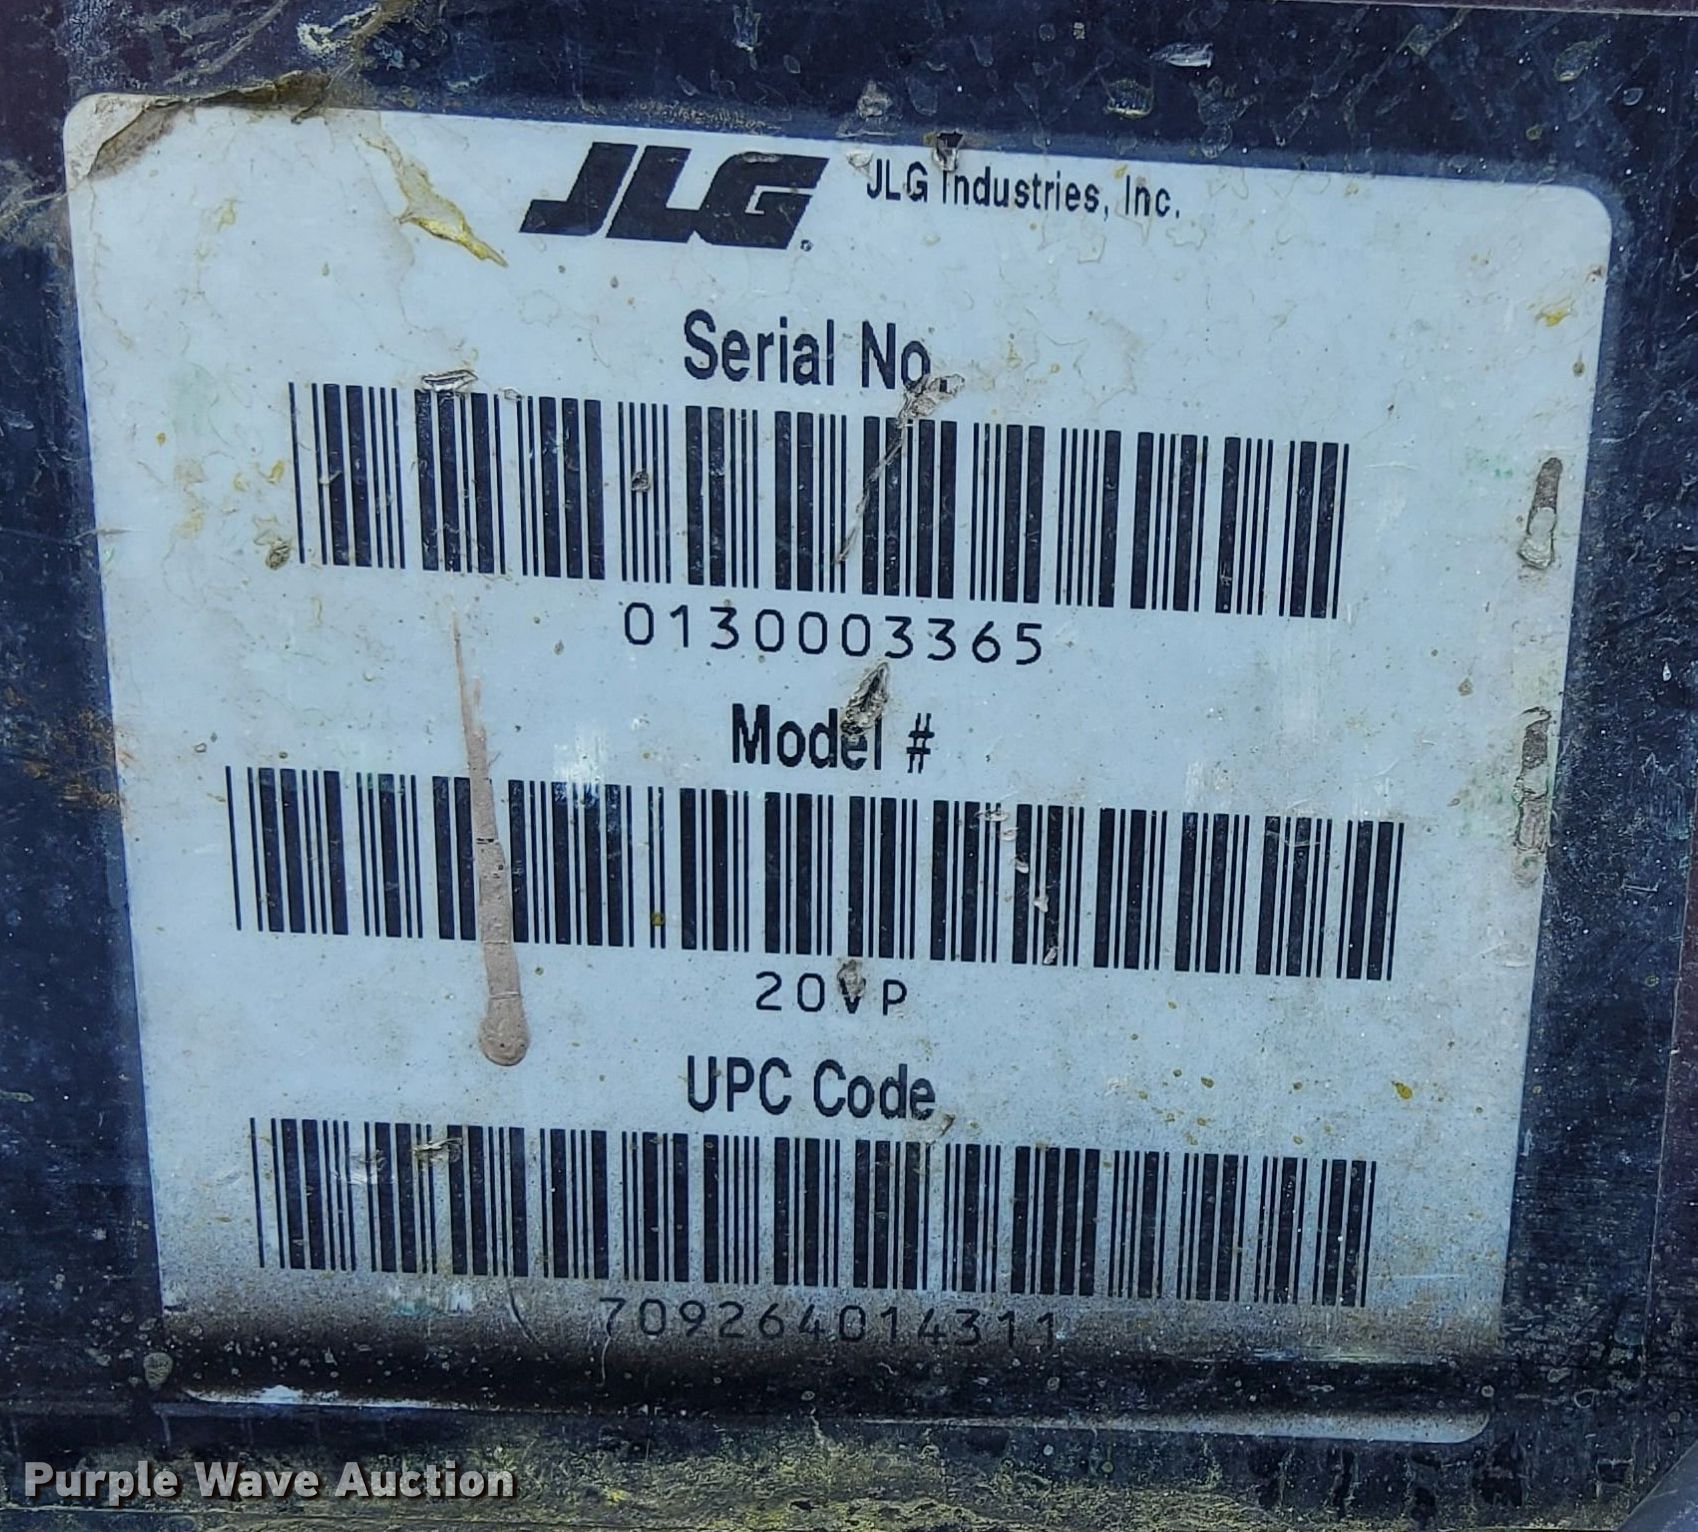 JLG JLG Industries, Inc.
Serial No.
0130003365
Model #
20VP
UPC Code
709264014311
Purple Wave Auction